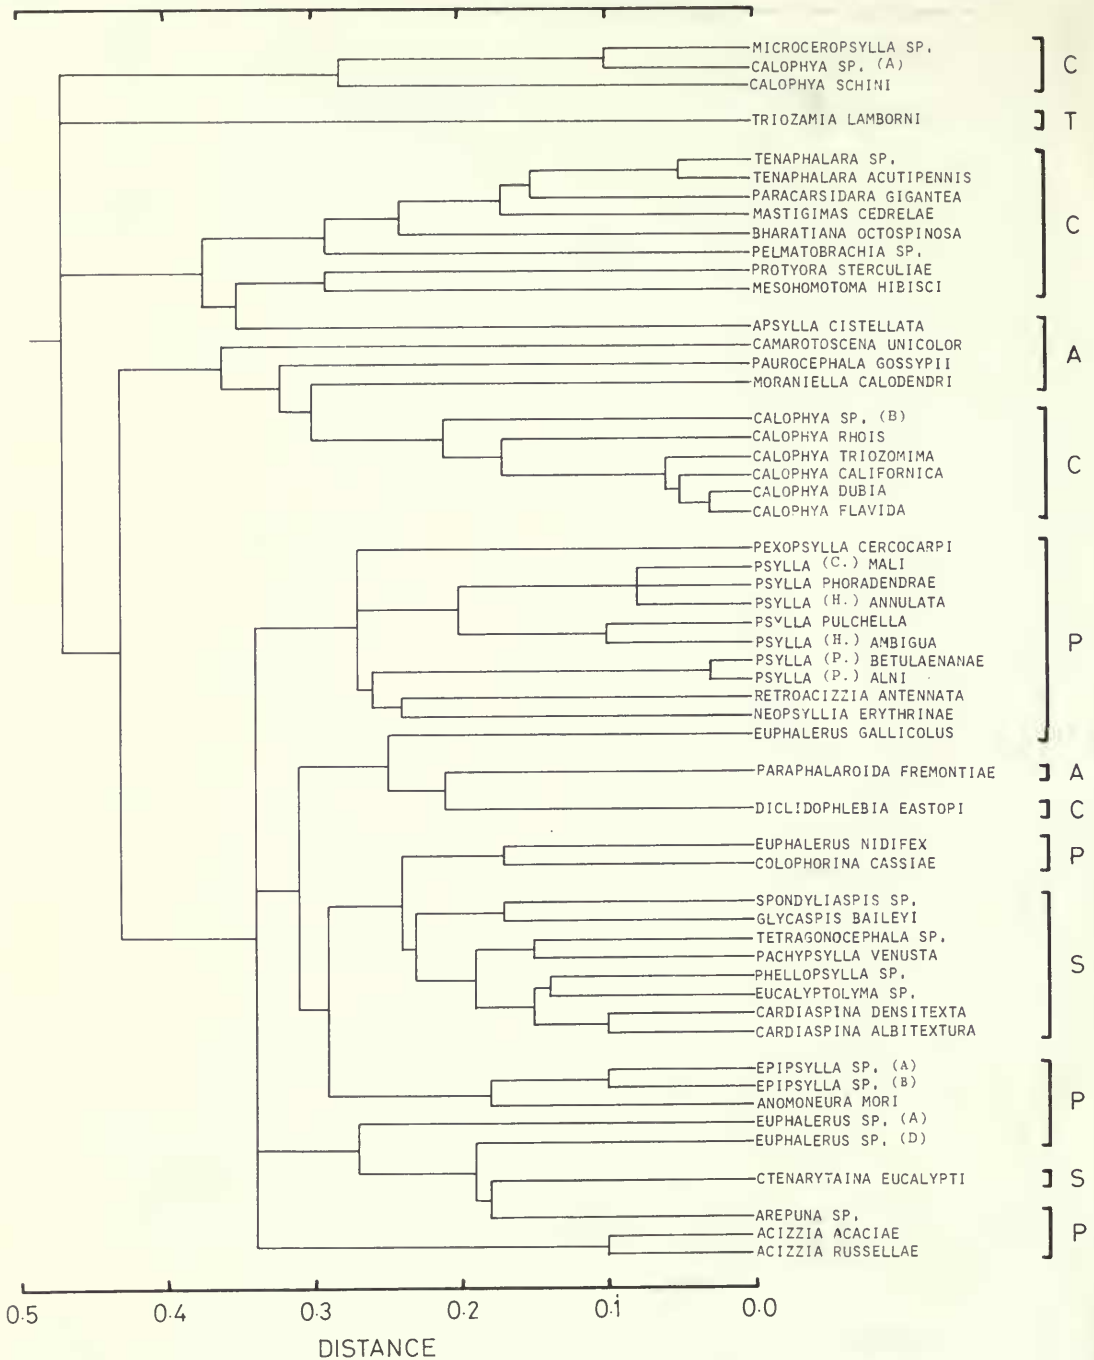 MICROCEROPSYLLA SP.
CALOPHYA SP. (A)
CALOPHYA SCHINI
C
TRIOZAMIA LAMBORNI
T
TENAPHALARA SP.
TENAPHALARA ACUTIPENNIS
PARACARSIDARA GIGANTEA
MASTIGIMAS CEDRELAE
BHARATIANA OCTOSPINOSA
PELMATOBRACHIA SP.
PROTYORA STERCULIAE
MESOHOMOTOMA HIBISCI
C
APSYLLA CISTELLATA
CAMAROTOSCENA UNICOLOR
PAUROCEPHALA GOSSYPII
MORANIELLA CALODENDRI
A
CALOPHYA SP. (B)
CALOPHYA RHOIS
CALOPHYA TRIOZOMIMA
CALOPHYA CALIFORNICA
CALOPHYA DUBIA
CALOPHYA FLAVIDA
C
PEXOPSYLLA CERCOCARPI
PSYLLA (C.) MALI
PSYLLA PHORADENDRAE
PSYLLA (H.) ANNULATA
PSYLLA PULCHELLA
PSYLLA (H.) AMBIGUA
PSYLLA (P.) BETULAENANAE
PSYLLA (P.) ALNI
RETROACIZZIA ANTENNATA
NEOPSYLLIA ERYTHRINAE
EUPHALERUS GALLICOLUS
P
PARAPHALAROIDA FREMONTIAE
A
DICLIDOPHLEBIA EASTOPI
C
EUPHALERUS NIDIFEX
COLOPHORINA CASSIAE
P
SPONDYLIASPIS SP.
GLYCASPIS BAILEYI
TETRAGONOCEPHALA SP.
PACHYPSYLLA VENUSTA
PHELLOPSYLLA SP.
EUCALYPTOLYMA SP.
CARDIASPINA DENSITEXTA
CARDIASPINA ALBITEXTURA
S
EPIPSYLLA SP. (A)
EPIPSYLLA SP. (B)
ANOMONEURA MORI
EUPHALERUS SP. (A)
EUPHALERUS SP. (D)
P
CTENARYTAINA EUCALYPTI
S
AREPUNA SP.
ACIZZIA ACACIAE
ACIZZIA RUSSELLAE
P
0.5 0.4 0.3 0.2 0.1 0.0
DISTANCE